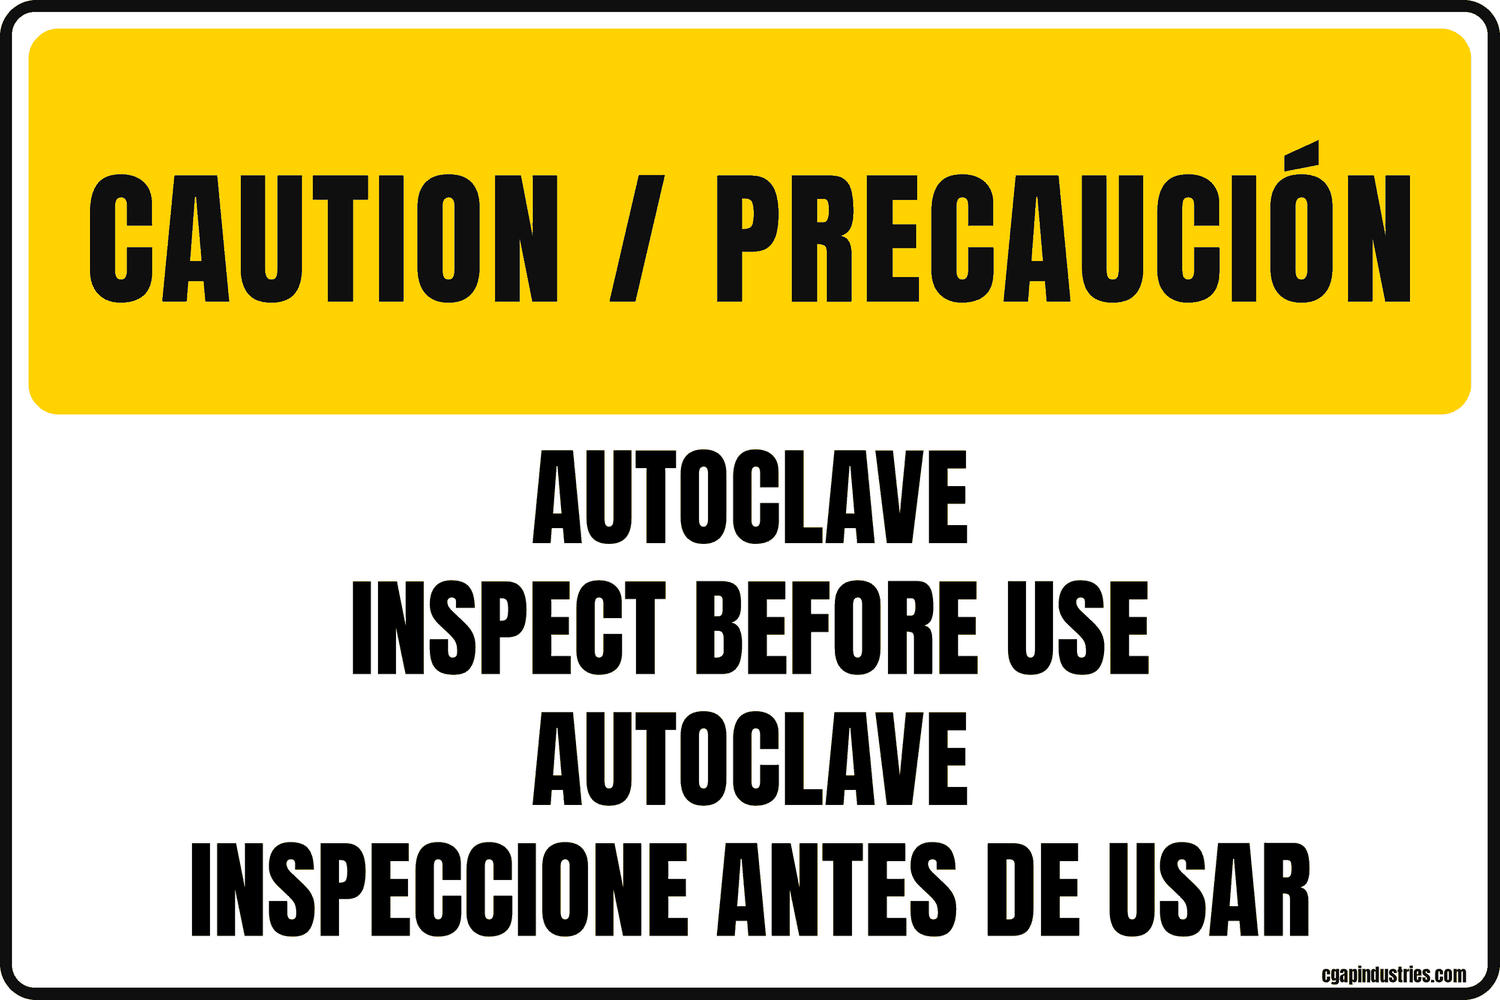 CAUTION / PRECAUCIÓN
AUTOCLAVE
INSPECT BEFORE USE
AUTOCLAVE
INSPECCIONE ANTES DE USAR
cgapindustries.com